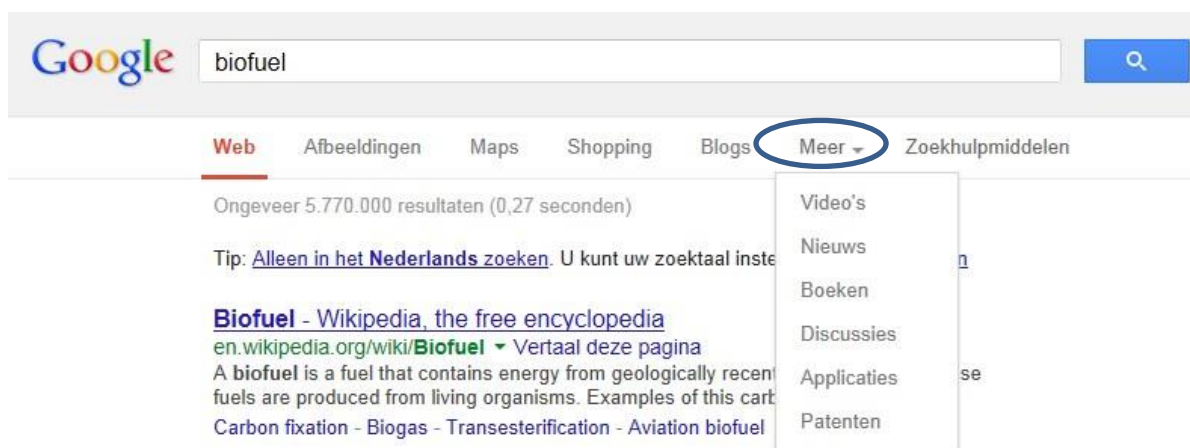 Google biofuel
Web Afbeeldingen Maps Shopping Blogs Meer Zoekhulpmiddelen
Ongeveer 5.770.000 resultaten (0,27 seconden)
Video's
Tip: Alleen in het Nederlands zoeken. U kunt uw zoektaal
Nieuws
Boeken
Biofuel - Wikipedia, the free encyclopedia
Discussies
en.wikipedia.org/wiki/Biofuel Vertaal deze pagina
A biofuel is a fuel that contains energy from geologically
Applicaties
fuels are produced from living organisms. Examples of this
Patenten
Carbon fixation - Biogas - Transesterification - Aviation biofuel